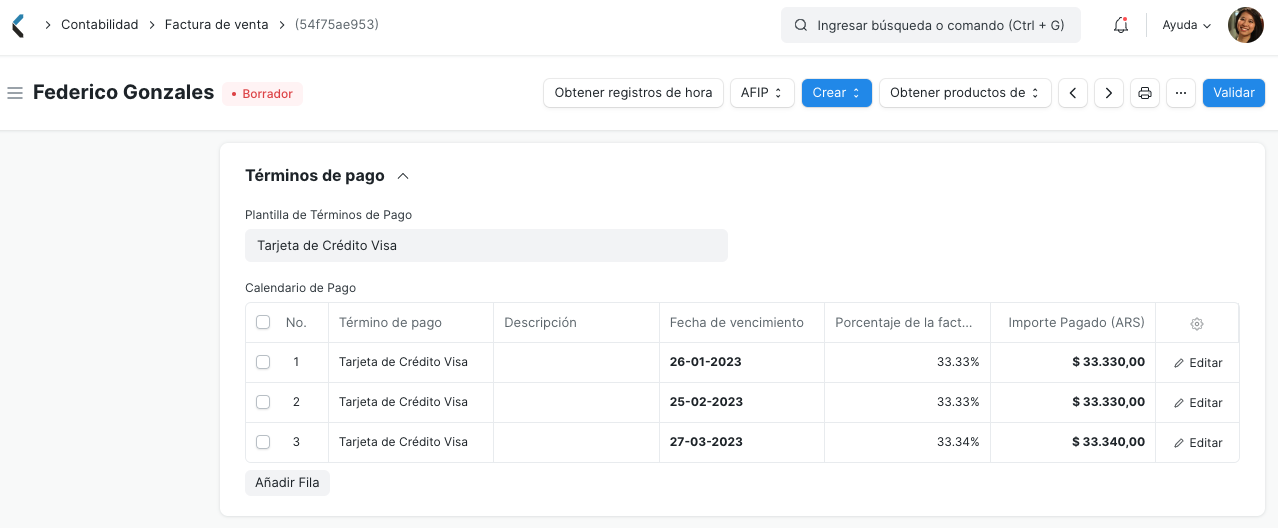 Contabilidad Factura de venta (54f75ae953) Ingresar búsqueda o comando (Ctrl + G) Ayuda
Federico Gonzales • Borrador Obtener registros de hora AFIP Crear Obtener productos de ... Validar
Términos de pago
Plantilla de Términos de Pago
Tarjeta de Crédito Visa
Calendario de Pago
No. Término de pago Descripción Fecha de vencimiento Porcentaje de la fact... Importe Pagado (ARS)
1 Tarjeta de Crédito Visa 26-01-2023 33.33% $ 33.330,00 Editar
2 Tarjeta de Crédito Visa 25-02-2023 33.33% $ 33.330,00 Editar
3 Tarjeta de Crédito Visa 27-03-2023 33.34% $ 33.340,00 Editar
Añadir Fila